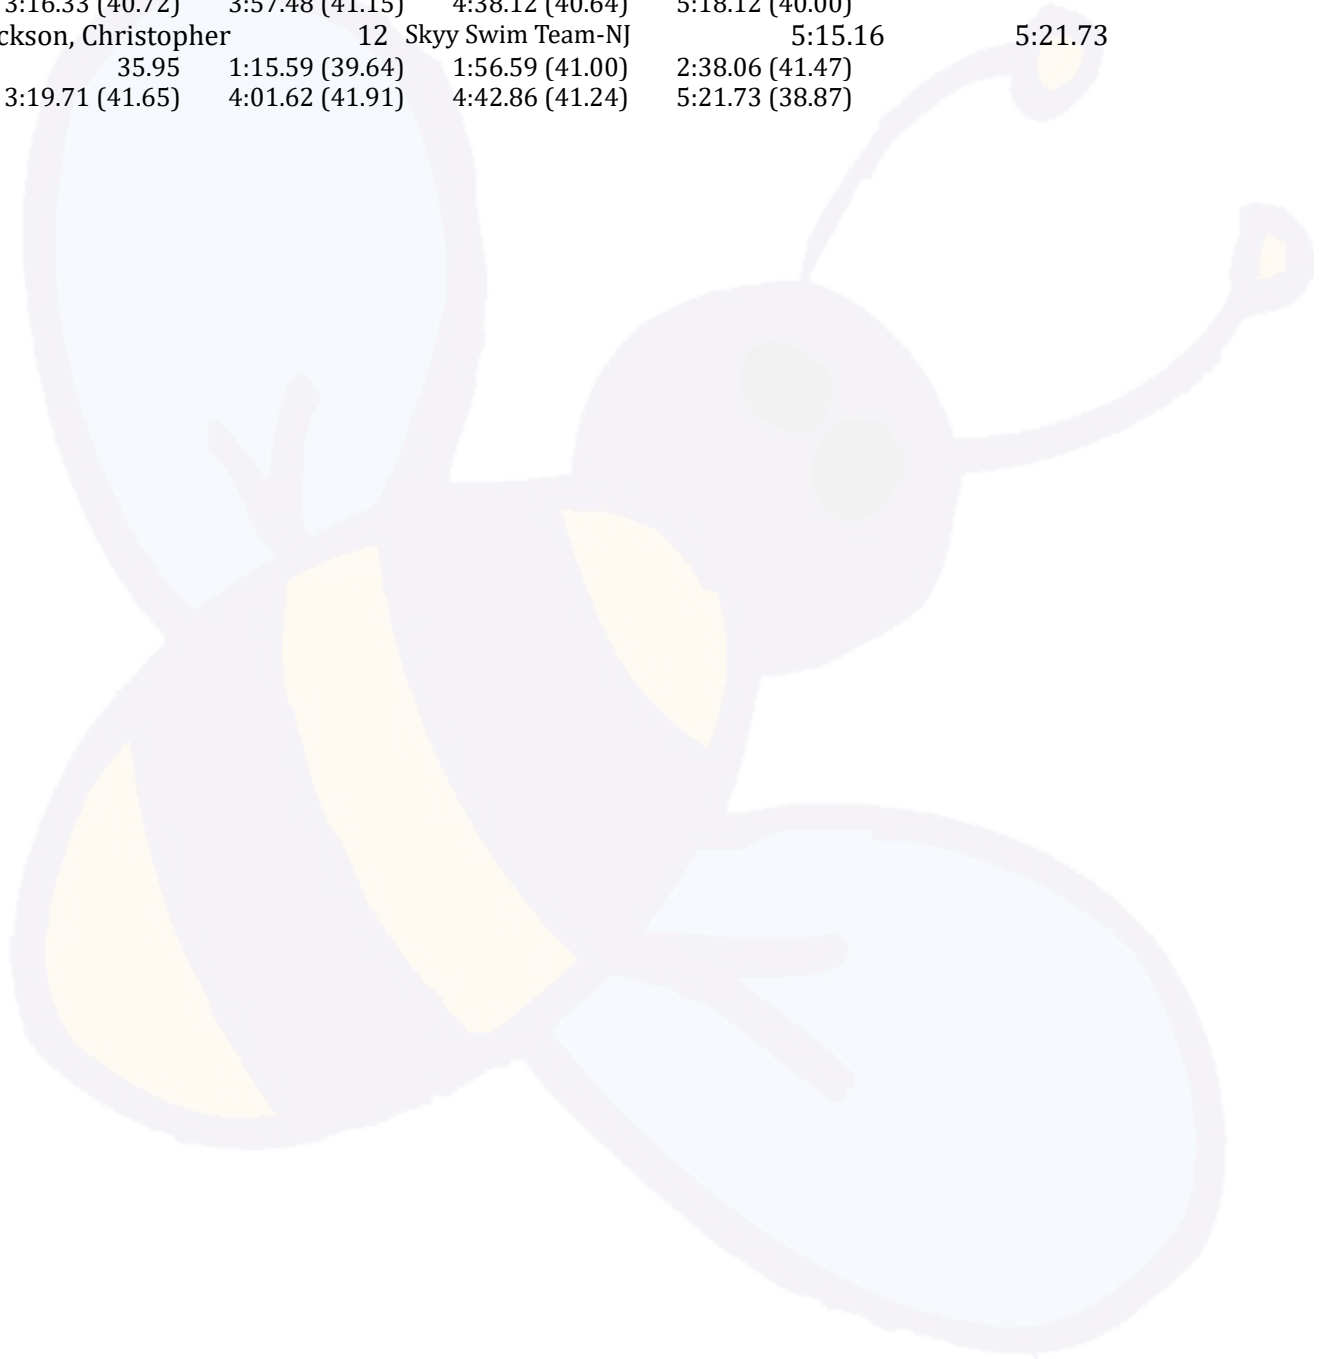 3:16.33 (40.72) 3:57.48 (41.15) 4:38.12 (40.64) 5:18.12 (40.00)
ckson, Christopher 12 Skyy Swim Team-NJ 5:15.16 5:21.73
35.95 1:15.59 (39.64) 1:56.59 (41.00) 2:38.06 (41.47)
3:19.71 (41.65) 4:01.62 (41.91) 4:42.86 (41.24) 5:21.73 (38.87)